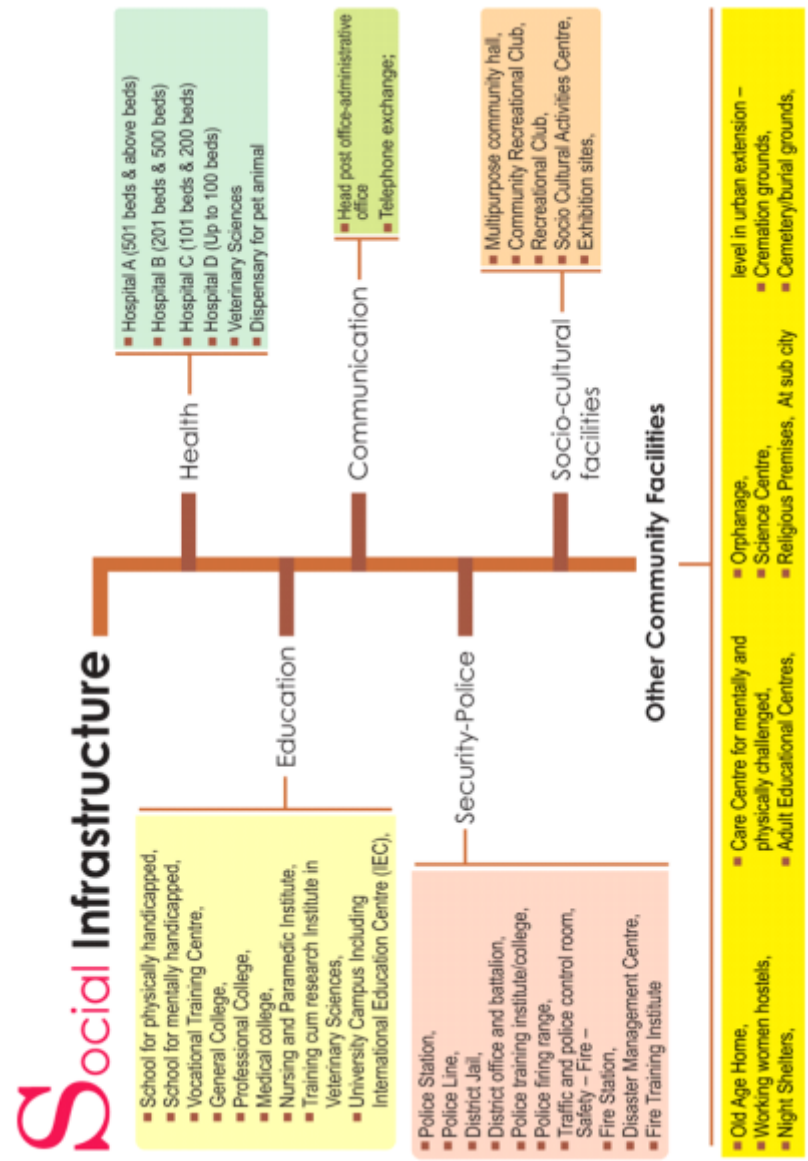 Social Infrastructure
Health
■ Hospital A (501 beds & above beds)
■ Hospital B (201 beds & 500 beds)
■ Hospital C (101 beds & 200 beds)
■ Hospital D (Up to 100 beds)
■ Veterinary Sciences
■ Dispensary for pet animal
Education
■ School for physically handicapped,
■ School for mentally handicapped,
■ Vocational Training Centre,
■ General College,
■ Professional College,
■ Medical college,
■ Nursing and Paramedic Institute,
■ Training cum research Institute in
Veterinary Sciences,
■ University Campus Including
International Education Centre (IEC),
Communication
■ Head post office-administrative
office
■ Telephone exchange;
Security-Police
■ Police Station,
■ Police Line,
■ District Jail,
■ District office and battalion,
■ Police training institute/college,
■ Police firing range,
■ Traffic and police control room,
Safety – Fire –
■ Fire Station,
■ Disaster Management Centre,
■ Fire Training Institute
Socio-cultural
facilities
■ Multipurpose community hall,
■ Community Recreational Club,
■ Recreational Club,
■ Socio Cultural Activities Centre,
■ Exhibition sites,
Other Community Facilities
■ Old Age Home,
■ Working women hostels,
■ Night Shelters,
■ Care Centre for mentally and
physically challenged,
■ Adult Educational Centres,
■ Orphanage,
■ Science Centre,
■ Religious Premises, At sub city
level in urban extension –
■ Cremation grounds,
■ Cemetery/burial grounds,